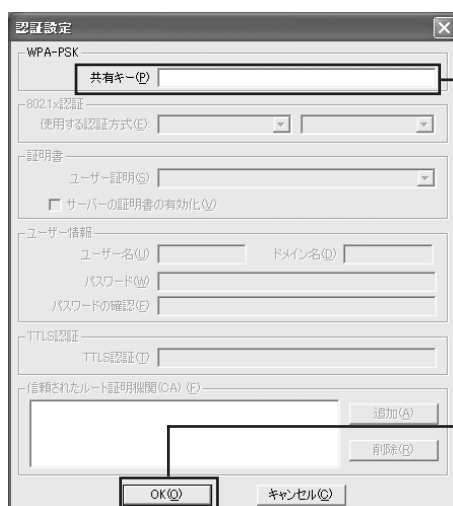 認証設定
WPA-PSK
共有キー(P)
802.1x認証
使用する認証方式(E):
証明書
ユーザー証明(S)
サーバーの証明書の有効化(V)
ユーザー情報
ユーザー名(U) ドメイン名(D)
パスワード(W)
パスワードの確認(F)
TTLS認証
TTLS認証(T)
信頼されたルート証明機関(CA) (F)
追加(A)
削除(R)
OK(O) キャンセル(C)